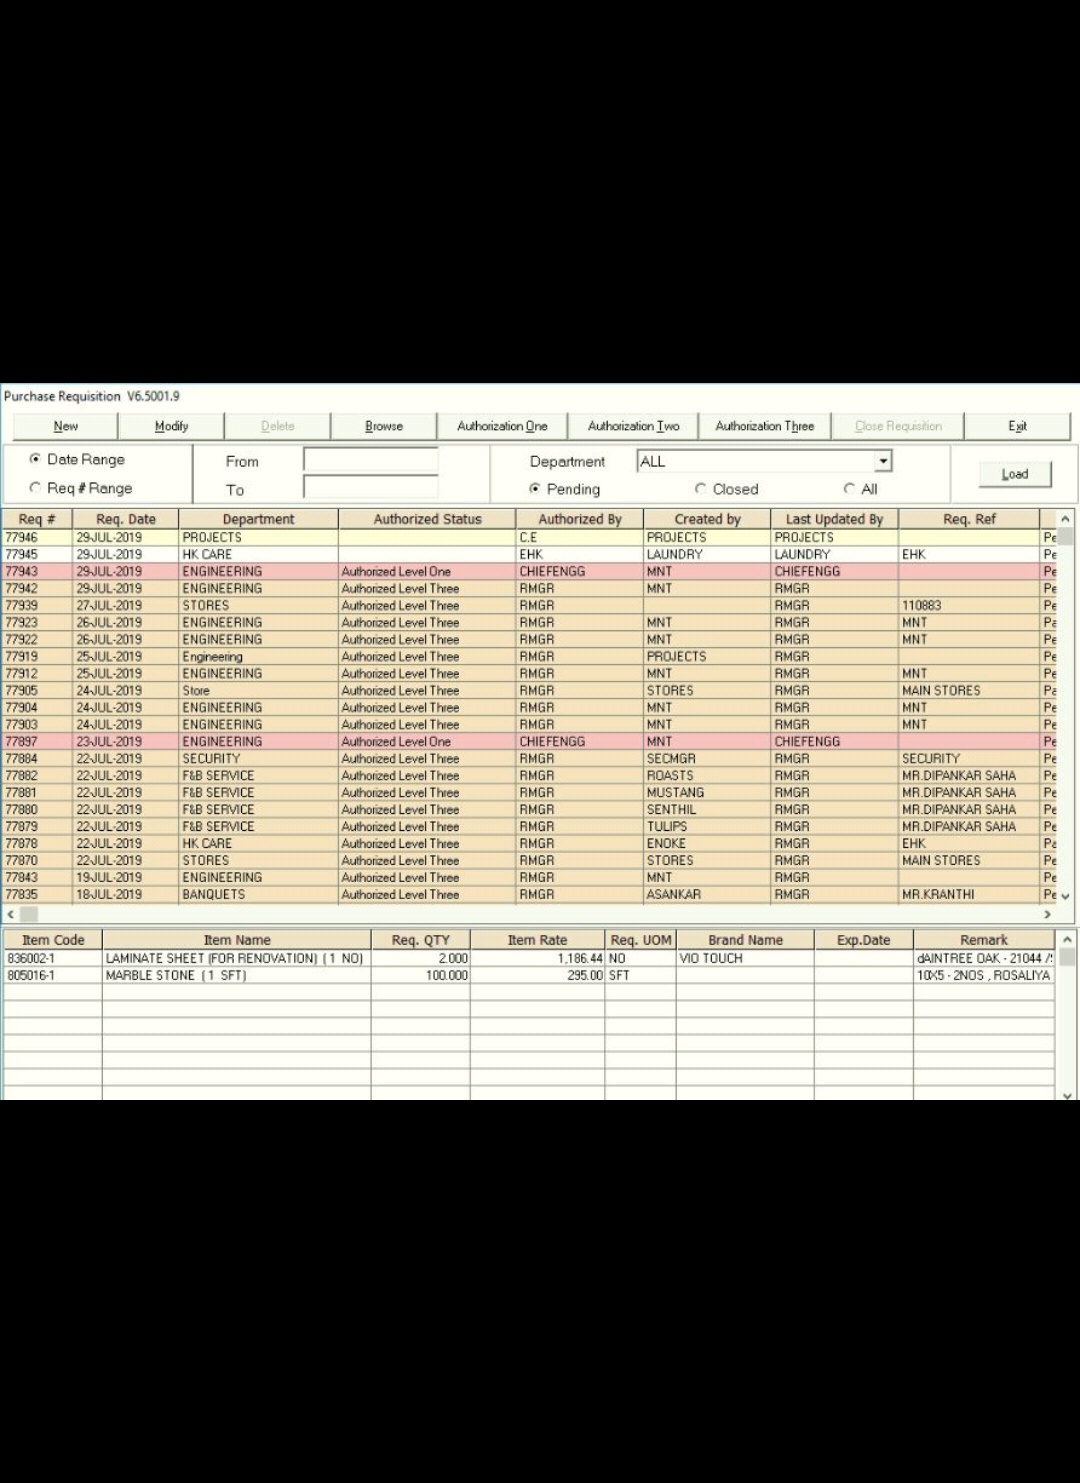 Purchase Requisition V6.5001.9
New Modify Delete Browse Authorization One Authorization Two Authorization Three Close Requisition Exit
Date Range From Department ALL
Load
Req # Range To Pending Closed All
Req # Req. Date Department Authorized Status Authorized By Created by Last Updated By Req. Ref
77946 29-JUL-2019 PROJECTS C.E PROJECTS PROJECTS Pe
77945 29-JUL-2019 HK CARE EHK LAUNDRY LAUNDRY EHK Pe
77943 29-JUL-2019 ENGINEERING Authorized Level One CHIEFENGG MNT CHIEFENGG Pe
77942 29-JUL-2019 ENGINEERING Authorized Level Three RMGR MNT RMGR Pe
77939 27-JUL-2019 STORES Authorized Level Three RMGR RMGR 110883 Pe
77923 26-JUL-2019 ENGINEERING Authorized Level Three RMGR MNT RMGR MNT Pa
77922 26-JUL-2019 ENGINEERING Authorized Level Three RMGR MNT RMGR MNT Pe
77919 25-JUL-2019 Engineering Authorized Level Three RMGR PROJECTS RMGR Pe
77912 25-JUL-2019 ENGINEERING Authorized Level Three RMGR MNT RMGR MNT Pe
77905 24-JUL-2019 Store Authorized Level Three RMGR STORES RMGR MAIN STORES Pa
77904 24-JUL-2019 ENGINEERING Authorized Level Three RMGR MNT RMGR MNT Pe
77903 24-JUL-2019 ENGINEERING Authorized Level Three RMGR MNT RMGR MNT Pe
77897 23-JUL-2019 ENGINEERING Authorized Level One CHIEFENGG MNT CHIEFENGG Pe
77884 22-JUL-2019 SECURITY Authorized Level Three RMGR SECMGR RMGR SECURITY Pe
77882 22-JUL-2019 F&B SERVICE Authorized Level Three RMGR ROASTS RMGR MR.DIPANKAR SAHA Pe
77881 22-JUL-2019 F&B SERVICE Authorized Level Three RMGR MUSTANG RMGR MR.DIPANKAR SAHA Pe
77880 22-JUL-2019 F&B SERVICE Authorized Level Three RMGR SENTHIL RMGR MR.DIPANKAR SAHA Pe
77879 22-JUL-2019 F&B SERVICE Authorized Level Three RMGR TULIPS RMGR MR.DIPANKAR SAHA Pe
77878 22-JUL-2019 HK CARE Authorized Level Three RMGR ENOKE RMGR EHK Pa
77870 22-JUL-2019 STORES Authorized Level Three RMGR STORES RMGR MAIN STORES Pe
77843 19-JUL-2019 ENGINEERING Authorized Level Three RMGR MNT RMGR Pe
77835 18-JUL-2019 BANQUETS Authorized Level Three RMGR ASANKAR RMGR MR.KRANTHI Pe
Item Code Item Name Req. QTY Item Rate Req. UOM Brand Name Exp.Date Remark
836002-1 LAMINATE SHEET (FOR RENOVATION) ( 1 NO) 2.000 1,186.44 NO VIO TOUCH dAINTREE OAK - 21044 /
805016-1 MARBLE STONE ( 1 SFT) 100.000 295.00 SFT 10X5 - 2NOS , ROSALIYA